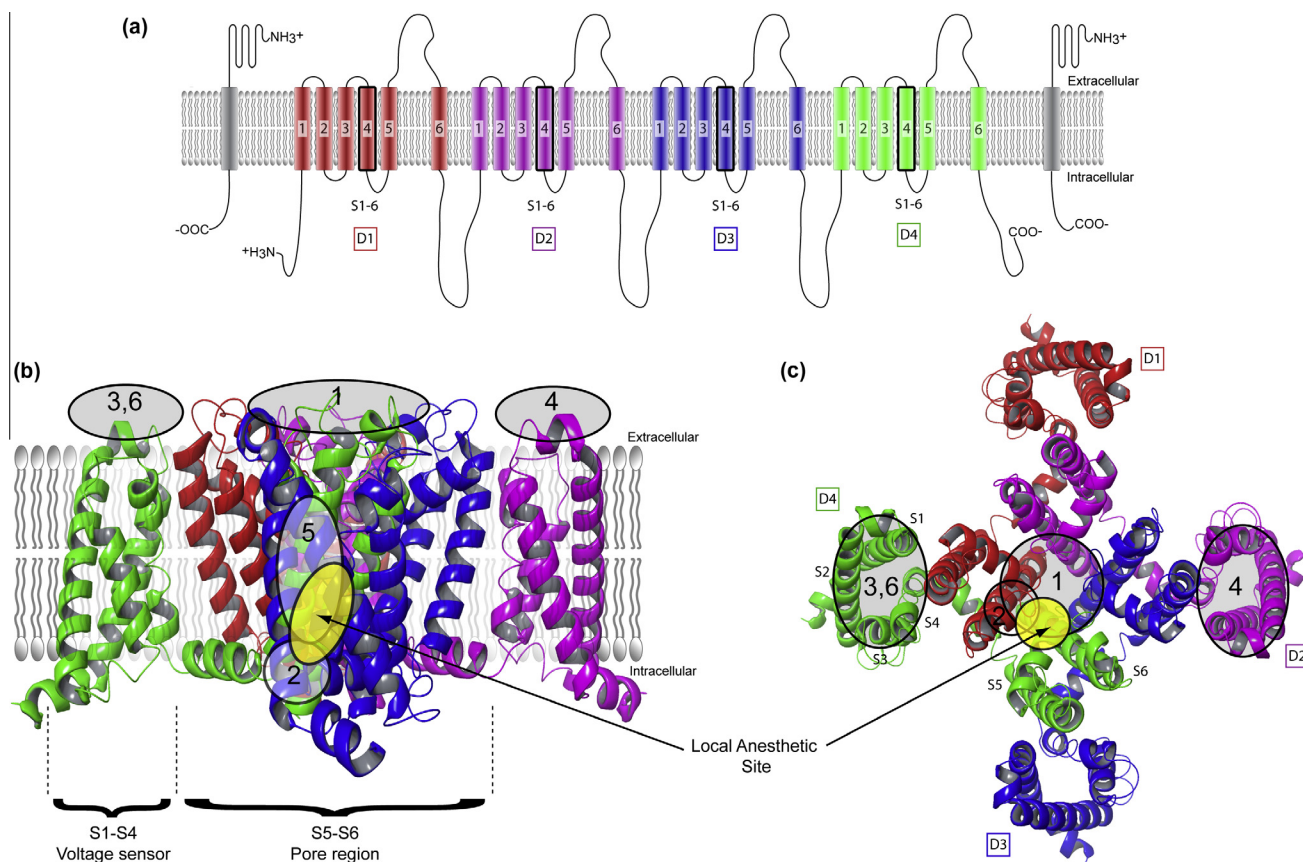 (a)
NH3+
NH3+
Extracellular
1 2 3 4 5 6 1 2 3 4 5 6 1 2 3 4 5 6 1 2 3 4 5 6
Intracellular
S1-6 S1-6 S1-6 S1-6
-OOC
COO-
COO-
+H3N
D1 D2 D3 D4
(b)
3,6
1
4
Extracellular
5
2
Intracellular
S1-S4
Voltage sensor
S5-S6
Pore region
Local Anesthetic
Site
(c)
D1
D4
S1
S2
3,6
1
4
2
S4
S3
S5
S6
D2
D3